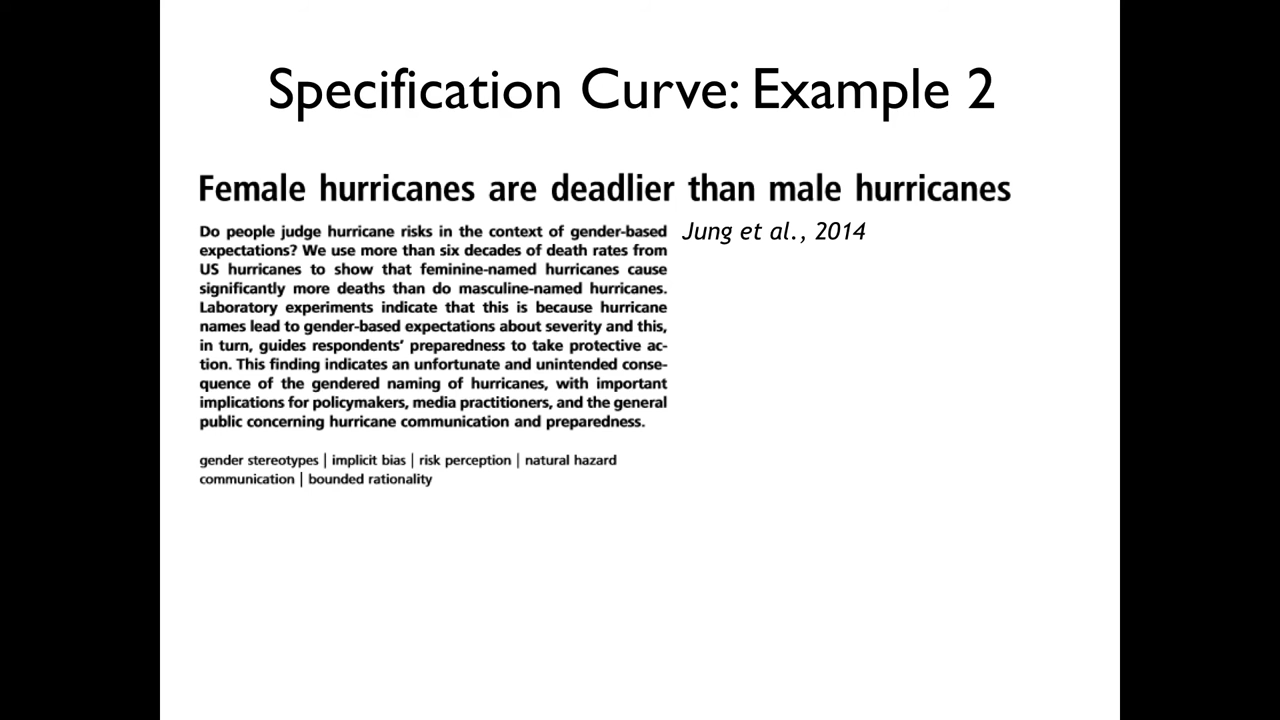 Specification Curve: Example 2
Female hurricanes are deadlier than male hurricanes
Do people judge hurricane risks in the context of gender-based
Jung et al., 2014
expectations? We use more than six decades of death rates from
US hurricanes to show that feminine-named hurricanes cause
significantly more deaths than do masculine-named hurricanes.
Laboratory experiments indicate that this is because hurricane
names lead to gender-based expectations about severity and this,
in turn, guides respondents’ preparedness to take protective ac-
tion. This finding indicates an unfortunate and unintended conse-
quence of the gendered naming of hurricanes, with important
implications for policymakers, media practitioners, and the general
public concerning hurricane communication and preparedness.
gender stereotypes | implicit bias | risk perception | natural hazard
communication | bounded rationality